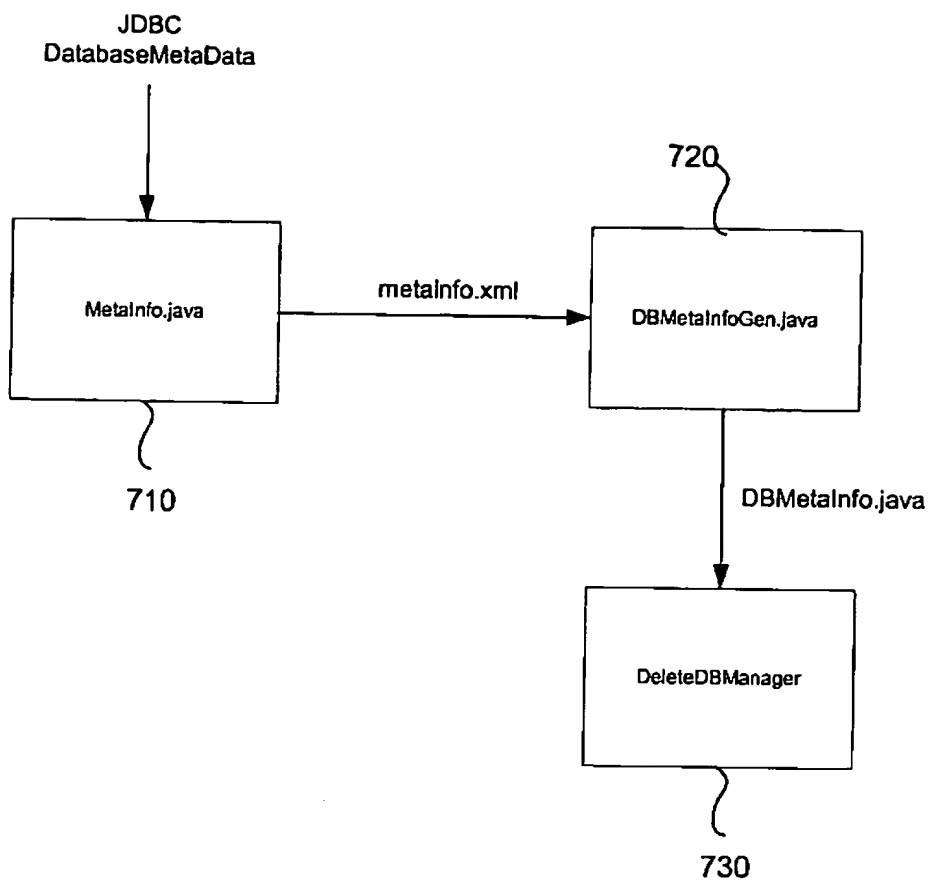 JDBC
DatabaseMetaData
720
metaInfo.xml
MetaInfo.java
DBMetaInfoGen.java
710
DBMetaInfo.java
DeleteDBManager
730